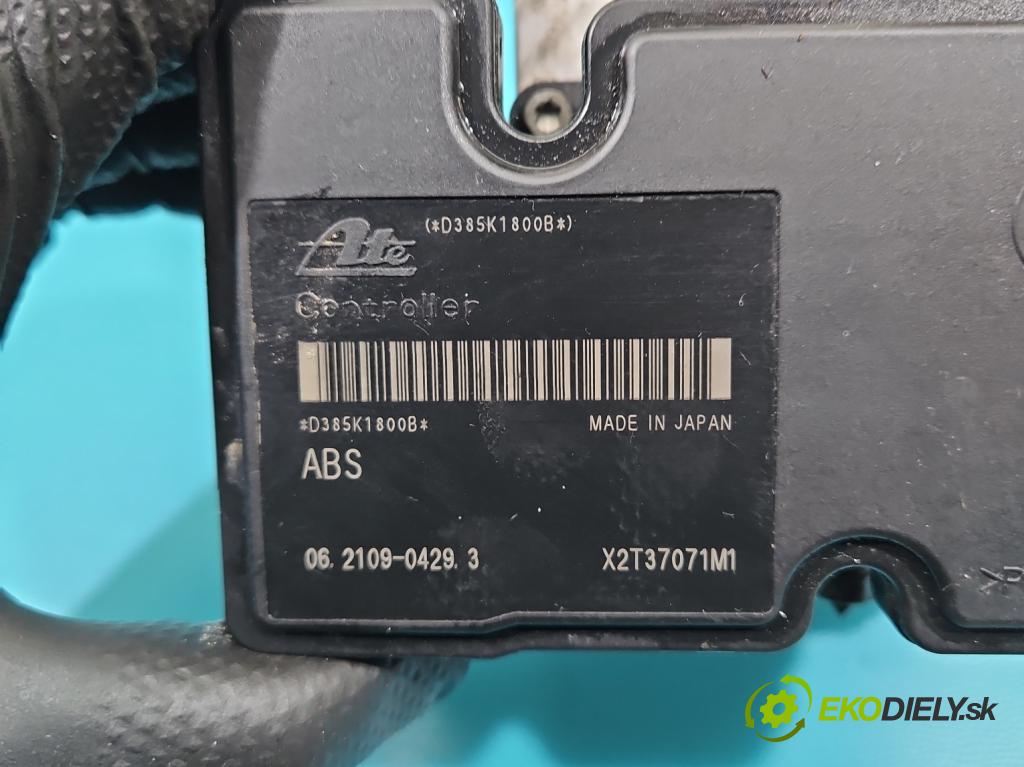 (*D385K1800B*)
Ate
Controller
*D385K1800B*
MADE IN JAPAN
ABS
06.2109-0429.3
X2T37071M1
EKODIELY.sk